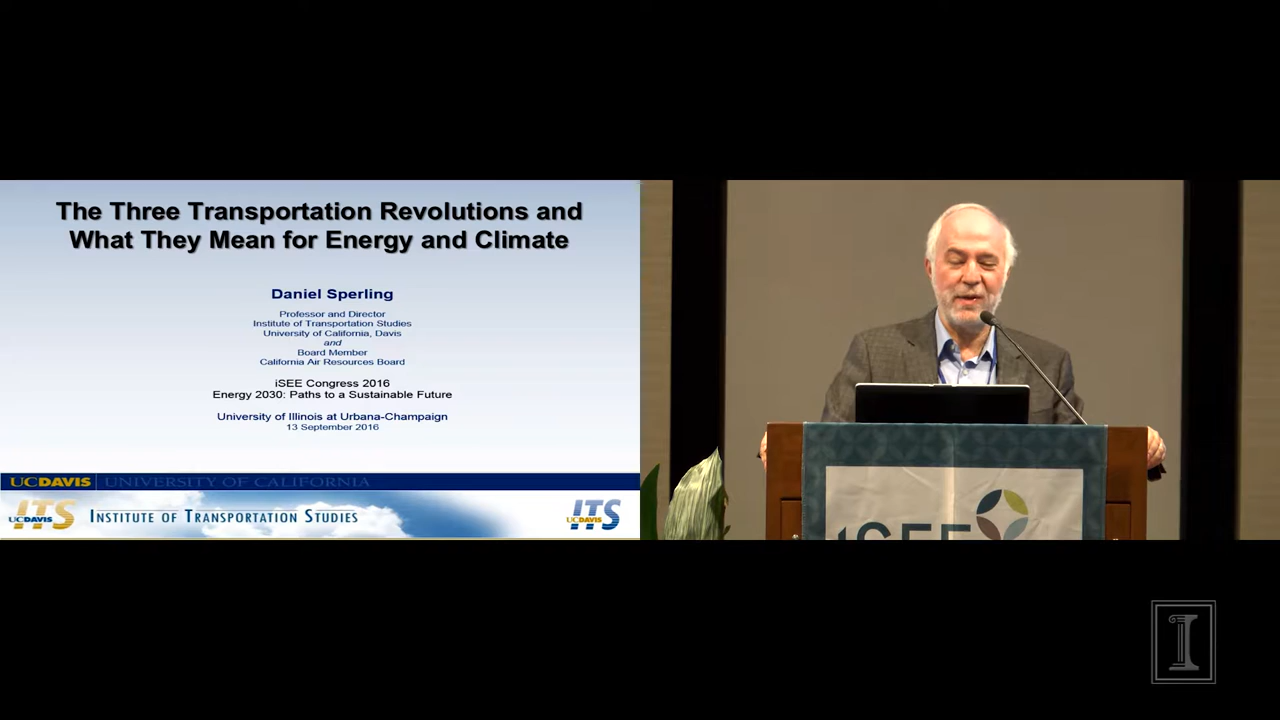 The Three Transportation Revolutions and
What They Mean for Energy and Climate
Daniel Sperling
Professor and Director
Institute of Transportation Studies
University of California, Davis
and
Board Member
California Air Resources Board
iSEE Congress 2016
Energy 2030: Paths to a Sustainable Future
University of Illinois at Urbana-Champaign
13 September 2016
UCDAVIS UNIVERSITY OF CALIFORNIA
ITS
UCDAVIS
INSTITUTE OF TRANSPORTATION STUDIES
ITS
UCDAVIS
iSEE
I